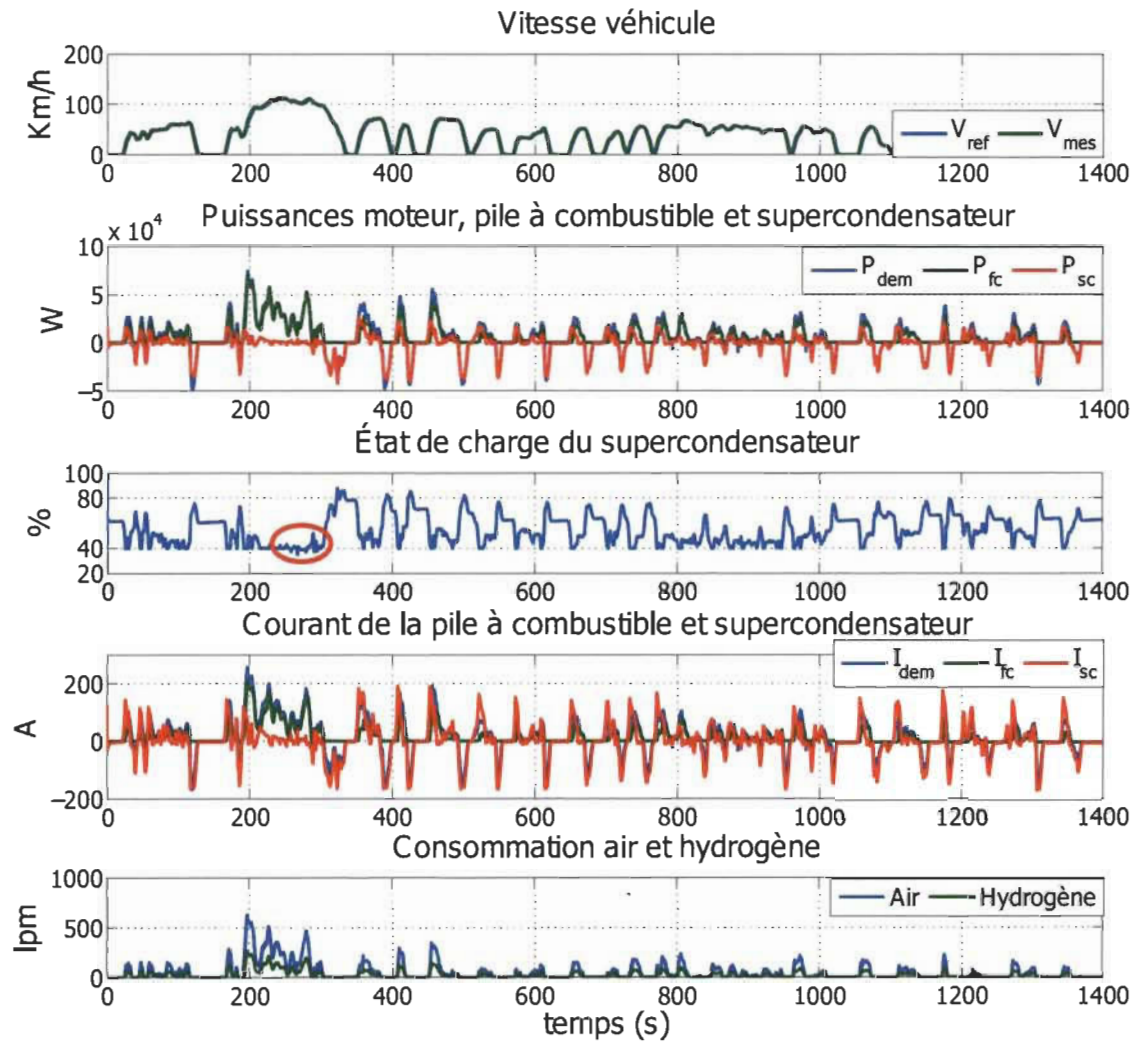 Vitesse véhicule
Km/h
200
100
0
V_ref V_mes
0 200 400 600 800 1000 1200 1400
Puissances moteur, pile à combustible et supercondensateur
x 10^4
W
10
5
0
−5
P_dem P_fc P_sc
0 200 400 600 800 1000 1200 1400
État de charge du supercondensateur
%
100
80
40
20
0 200 400 600 800 1000 1200 1400
Courant de la pile à combustible et supercondensateur
A
200
0
−200
I_dem I_fc I_sc
0 200 400 600 800 1000 1200 1400
Consommation air et hydrogène
lpm
1000
500
0
Air Hydrogène
0 200 400 600 800 1000 1200 1400
temps (s)